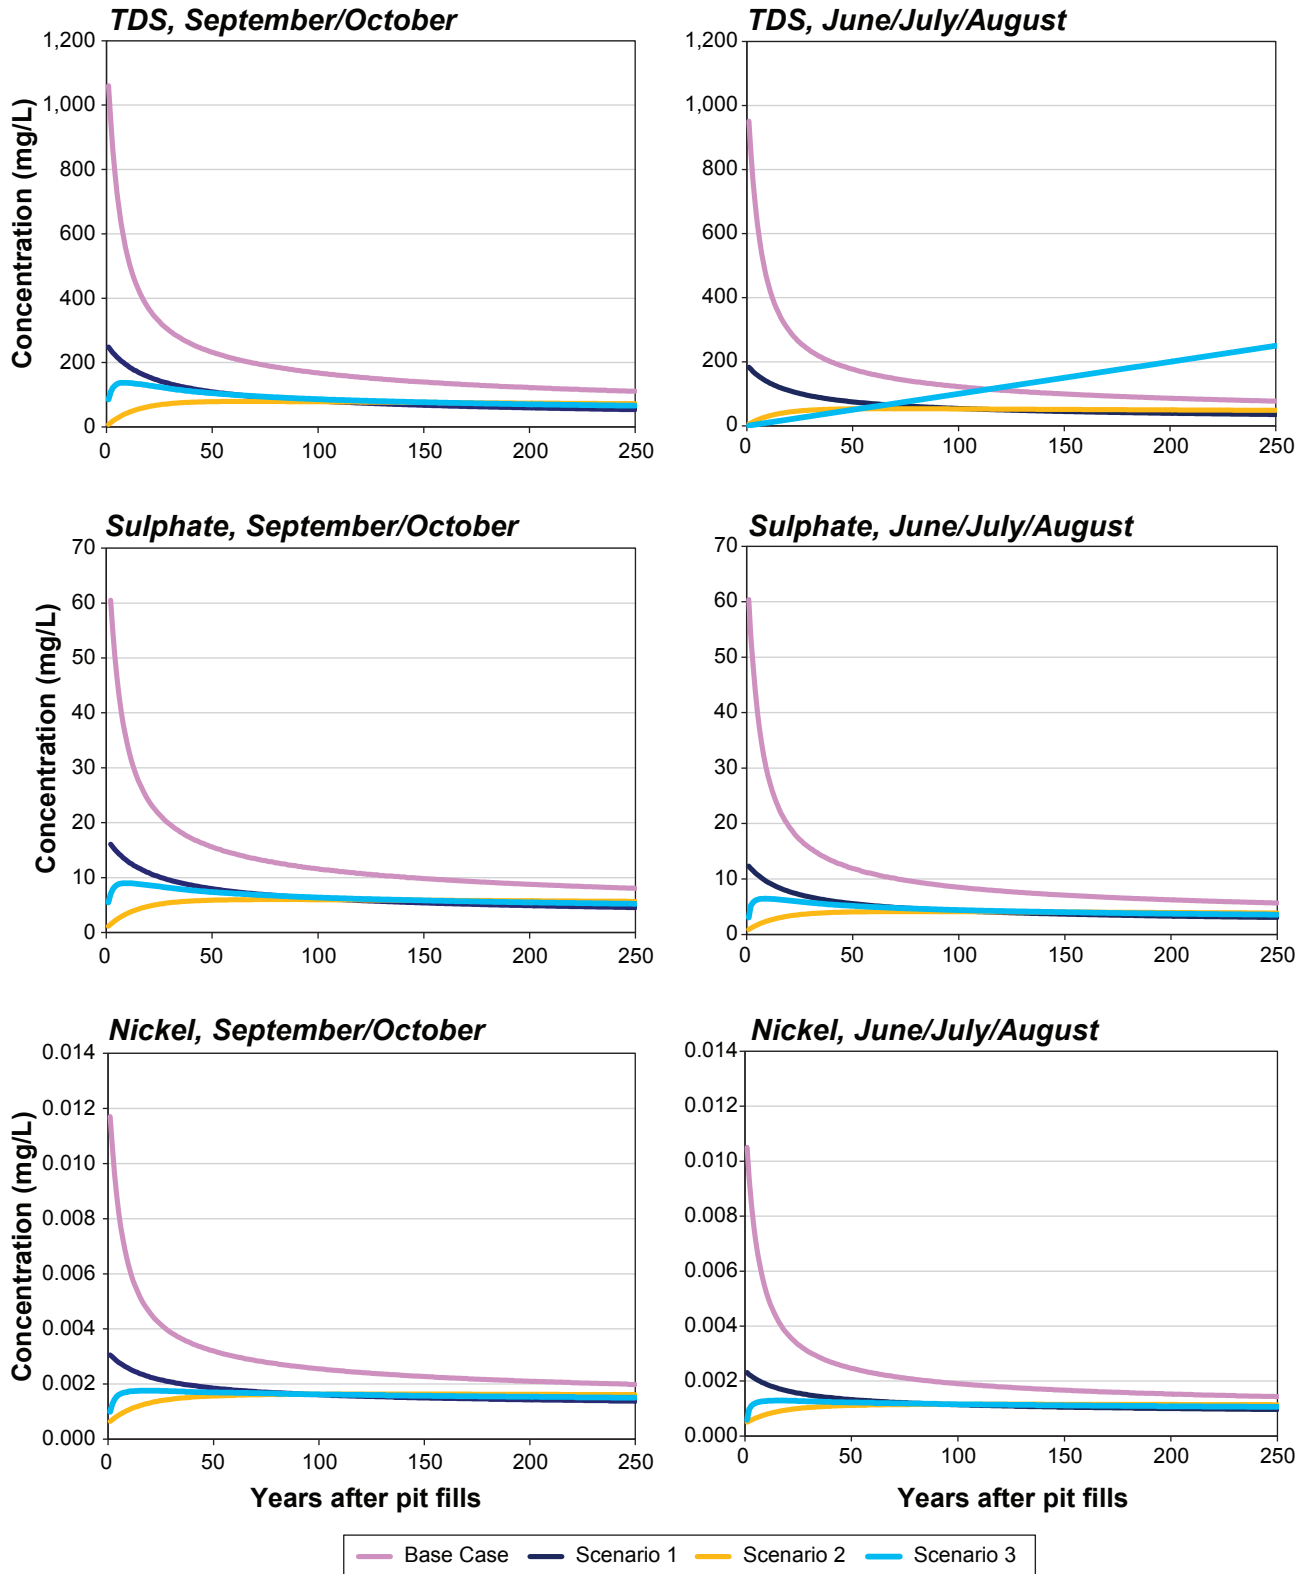 TDS, September/October
1,200
1,000
800
600
400
200
0
0 50 100 150 200 250
Concentration (mg/L)
TDS, June/July/August
1,200
1,000
800
600
400
200
0
0 50 100 150 200 250
Sulphate, September/October
70
60
50
40
30
20
10
0
0 50 100 150 200 250
Concentration (mg/L)
Sulphate, June/July/August
70
60
50
40
30
20
10
0
0 50 100 150 200 250
Nickel, September/October
0.014
0.012
0.010
0.008
0.006
0.004
0.002
0.000
0 50 100 150 200 250
Concentration (mg/L)
Years after pit fills
Nickel, June/July/August
0.014
0.012
0.010
0.008
0.006
0.004
0.002
0.000
0 50 100 150 200 250
Years after pit fills
Base Case Scenario 1 Scenario 2 Scenario 3